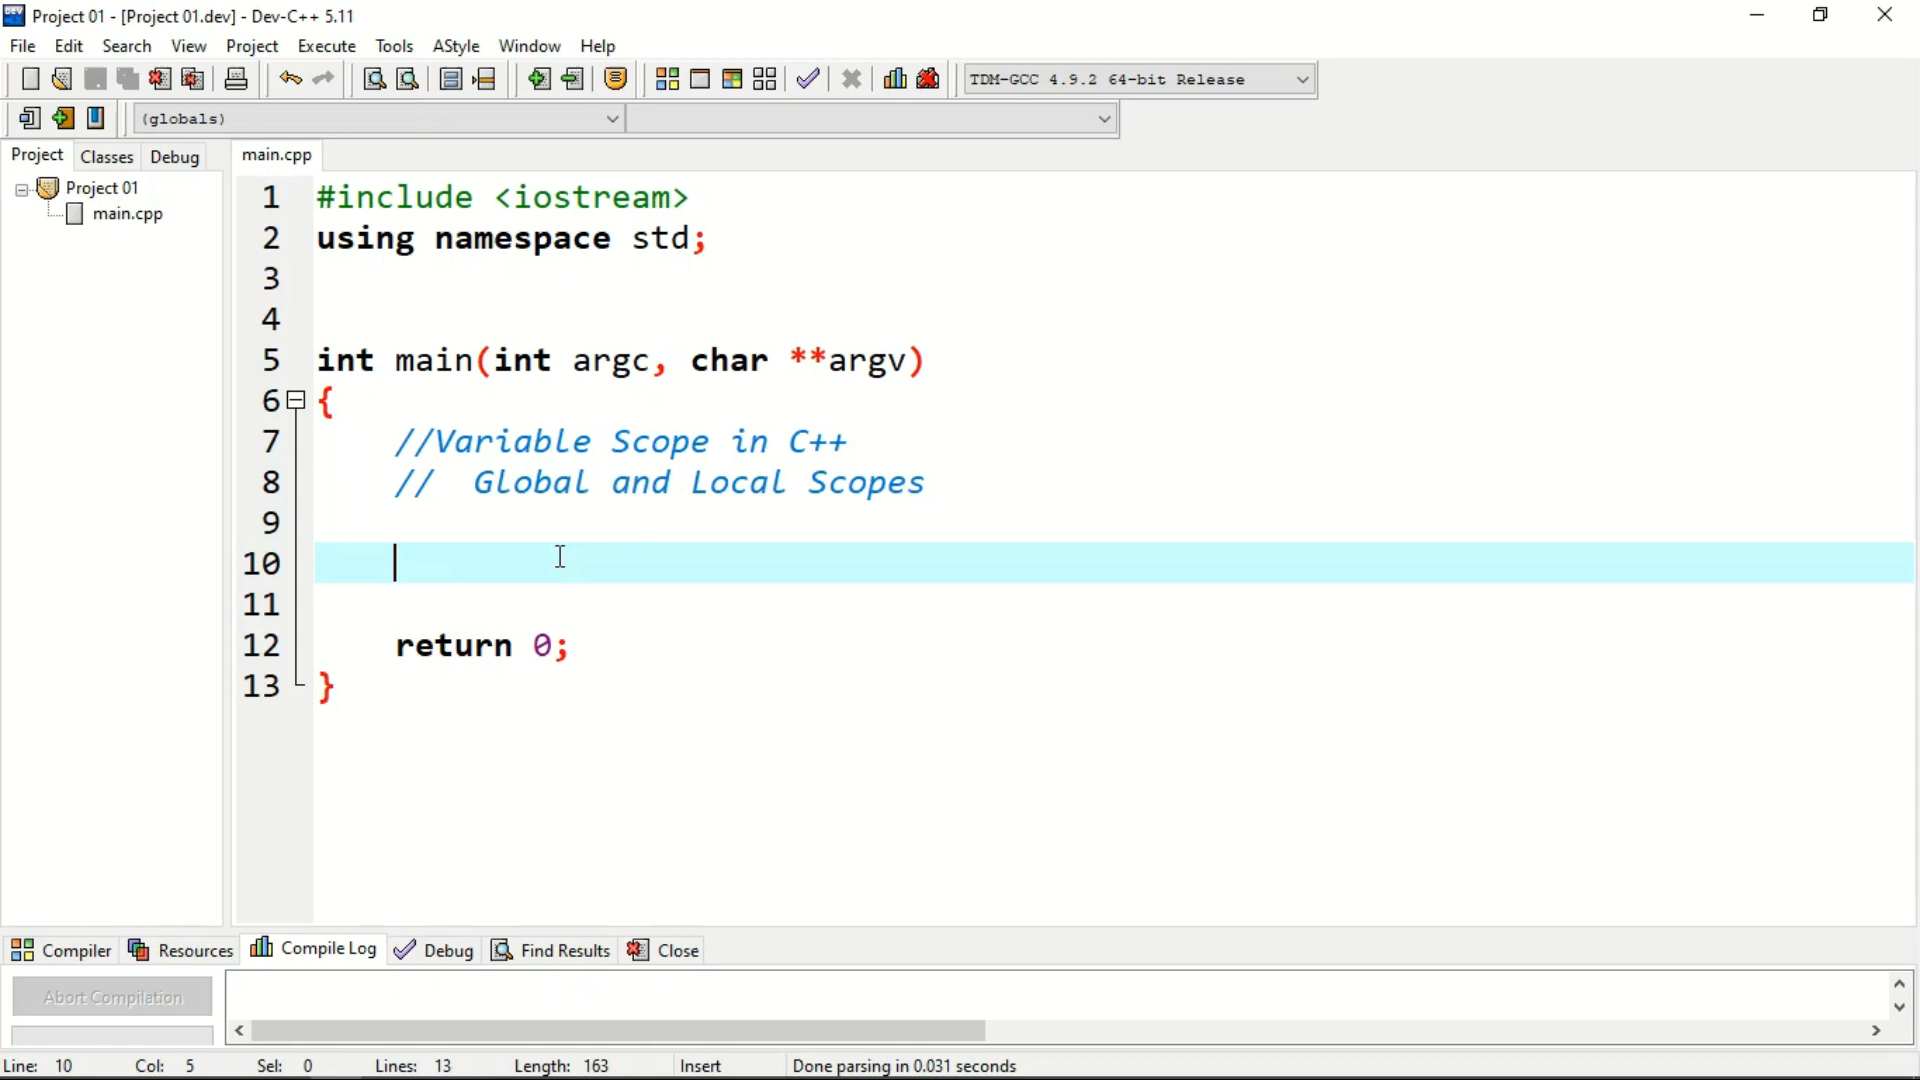 Project 01 - [Project 01.dev] - Dev-C++ 5.11
File Edit Search View Project Execute Tools AStyle Window Help
TDM-GCC 4.9.2 64-bit Release
(globals)
Project Classes Debug main.cpp
Project 01
main.cpp
1 #include <iostream>
2 using namespace std;
3
4
5 int main(int argc, char **argv)
6 {
7 //Variable Scope in C++
8 // Global and Local Scopes
9
10
11
12 return 0;
13 }
Compiler Resources Compile Log Debug Find Results Close
Abort Compilation
Line: 10 Col: 5 Sel: 0 Lines: 13 Length: 163 Insert Done parsing in 0.031 seconds